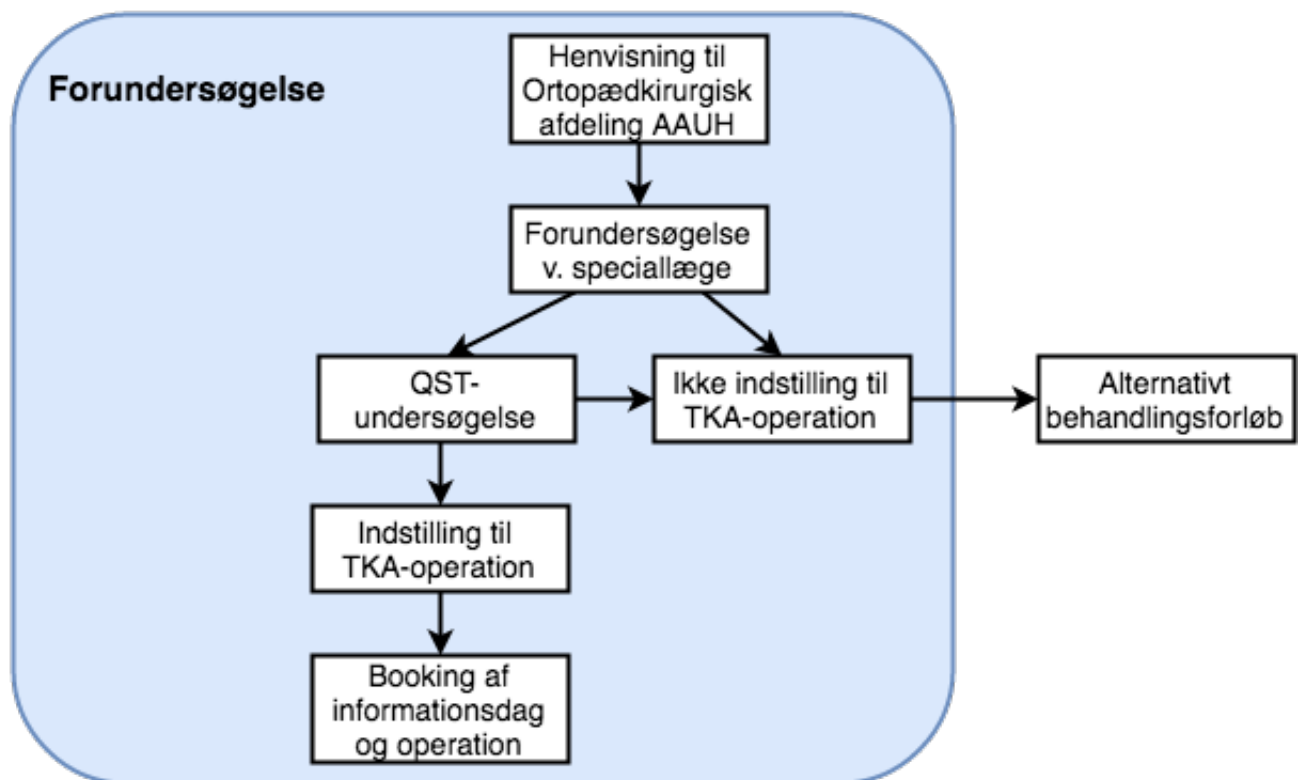 Forundersøgelse
Henvisning til
Ortopædkirurgisk
afdeling AAUH
Forundersøgelse
v. speciallæge
QST-
undersøgelse
Ikke indstilling til
TKA-operation
Alternativt
behandlingsforløb
Indstilling til
TKA-operation
Booking af
informationsdag
og operation